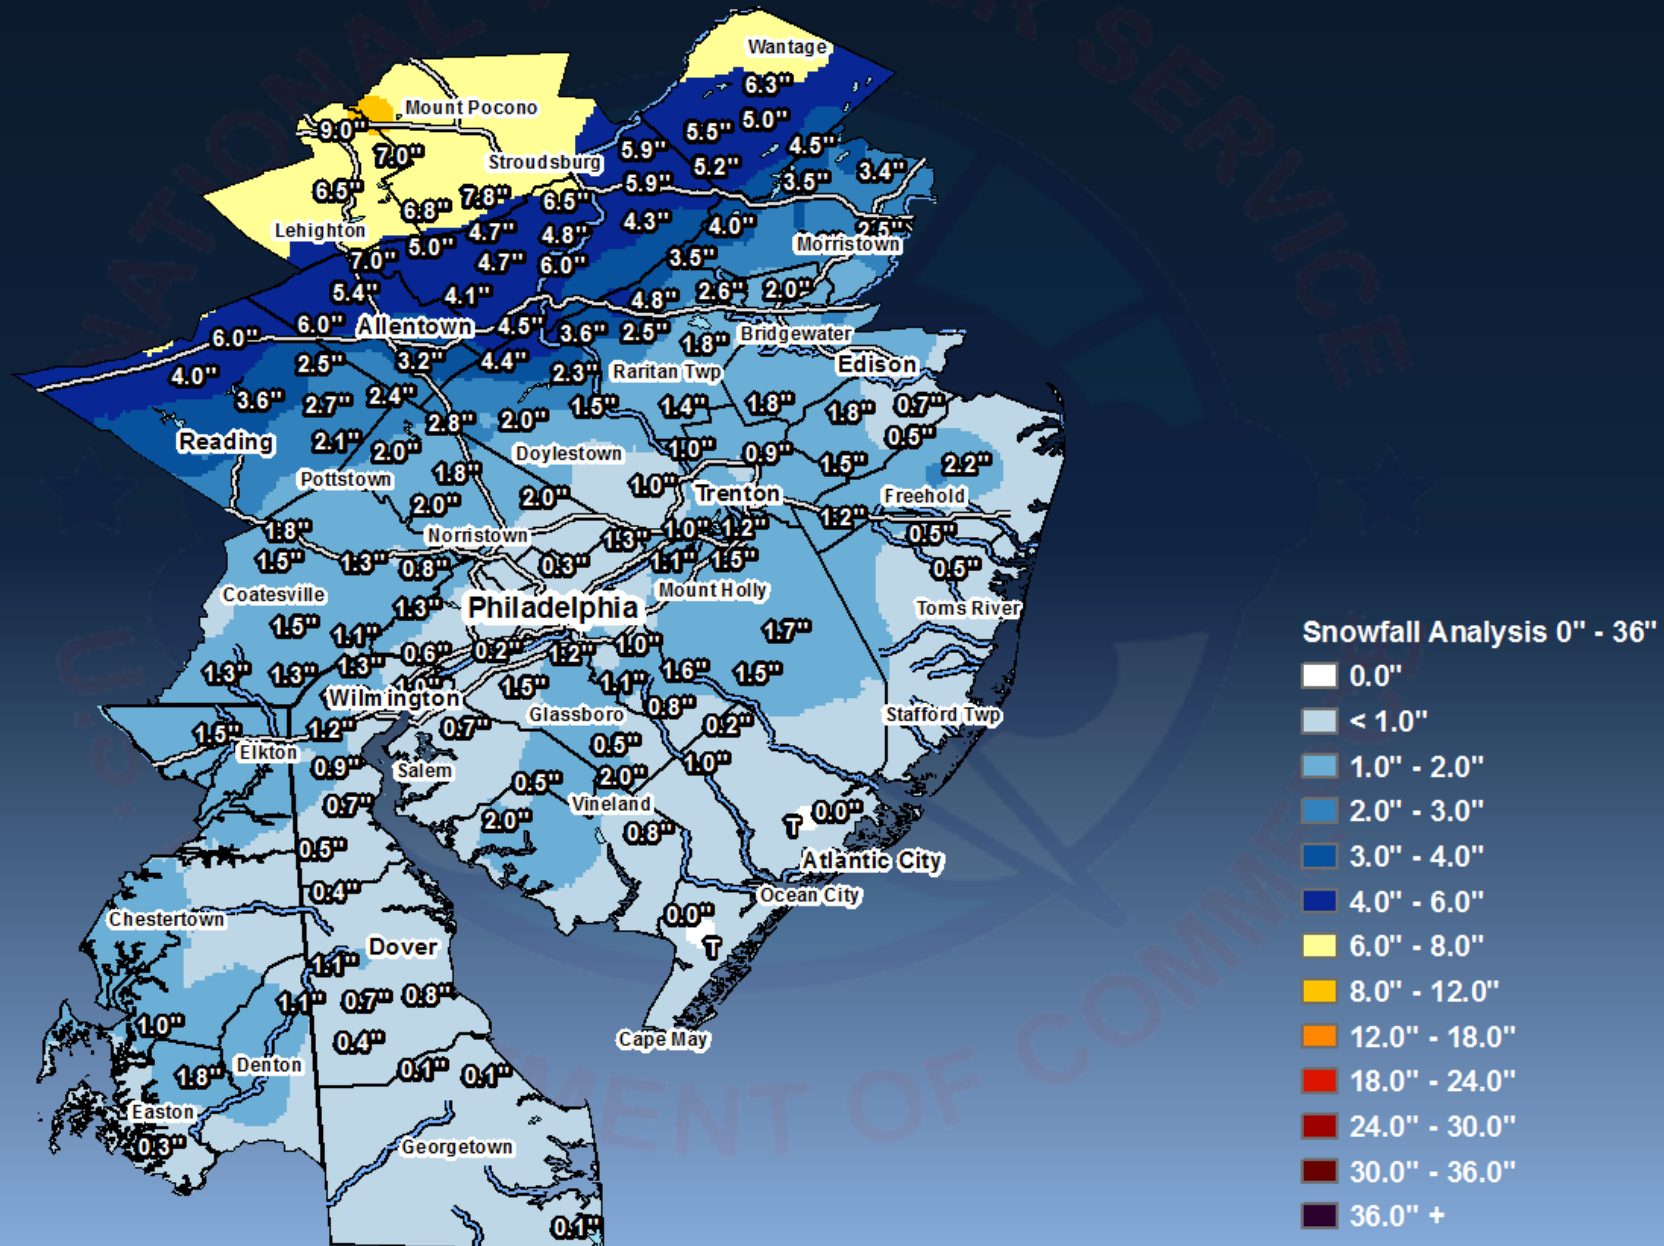 NATIONAL
SERVICE
Wantage
6.3"
Mount Pocono
5.0"
9.0"
5.5"
4.5"
7.0"
5.9"
Stroudsburg
5.2"
3.4"
6.5"
5.9"
3.5"
7.8"
6.5"
6.8"
4.3"
4.0"
Lehighton
4.7"
4.8"
2.5"
5.0"
Morristown
7.0"
4.7"
6.0"
3.5"
5.4"
4.1"
4.8"
2.6"
2.0"
6.0"
Allentown
4.5"
3.6"
2.5"
Bridgewater
6.0"
1.8"
2.5"
3.2"
4.4"
Edison
4.0"
2.3"
Raritan Twp
3.6"
2.7"
2.4"
1.5"
1.4"
1.8"
1.8"
0.7"
2.8"
2.0"
Reading
2.1"
0.5"
2.0"
Doylestown
1.0"
0.9"
1.5"
2.2"
Pottstown
1.8"
1.0"
Trenton
Freehold
2.0"
2.0"
1.2"
1.8"
Norristown
1.3"
1.0"
1.2"
0.5"
1.5"
1.3"
0.8"
0.3"
1.1"
1.5"
0.5"
Coatesville
Mount Holly
1.3"
Philadelphia
Toms River
1.5"
1.1"
1.7"
Snowfall Analysis 0" - 36"
1.3"
0.6"
0.2"
1.2"
1.0"
1.3"
1.3"
1.6"
1.5"
0.0"
Wilmington
1.5"
1.1"
0.8"
< 1.0"
Glassboro
Stafford Twp
1.5"
1.2"
0.7"
0.2"
Elkton
0.5"
1.0" - 2.0"
0.9"
Salem
0.5"
2.0"
1.0"
0.7"
Vineland
0.0"
2.0" - 3.0"
2.0"
0.8"
T
0.5"
Atlantic City
3.0" - 4.0"
0.4"
Ocean City
4.0" - 6.0"
Chestertown
0.0"
Dover
T
6.0" - 8.0"
1.1"
1.1"
0.7"
0.8"
8.0" - 12.0"
1.0"
0.4"
Cape May
12.0" - 18.0"
Denton
1.8"
0.1"
0.1"
18.0" - 24.0"
Easton
24.0" - 30.0"
0.3"
Georgetown
30.0" - 36.0"
0.1"
36.0" +
MENT OF COMME